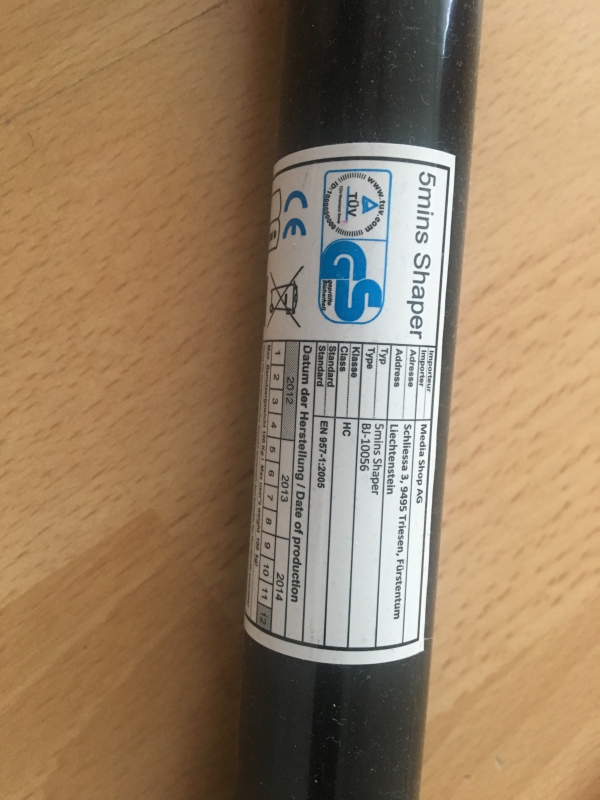 5mins Shaper
www.tuv.com
TÜV
ID:
GS
geprüfte
Sicherheit
CE
Importeur
Importer
Media Shop AG
Adresse
Address
Schliessa 3, 9495 Triesen, Fürstentum
Liechtenstein
Typ
Type
5mins Shaper
BJ-10056
Klasse
Class
HC
Standard
Standard
EN 957-1:2005
Datum der Herstellung / Date of production
2012 2013 2014
1 2 3 4 5 6 7 8 9 10 11 12